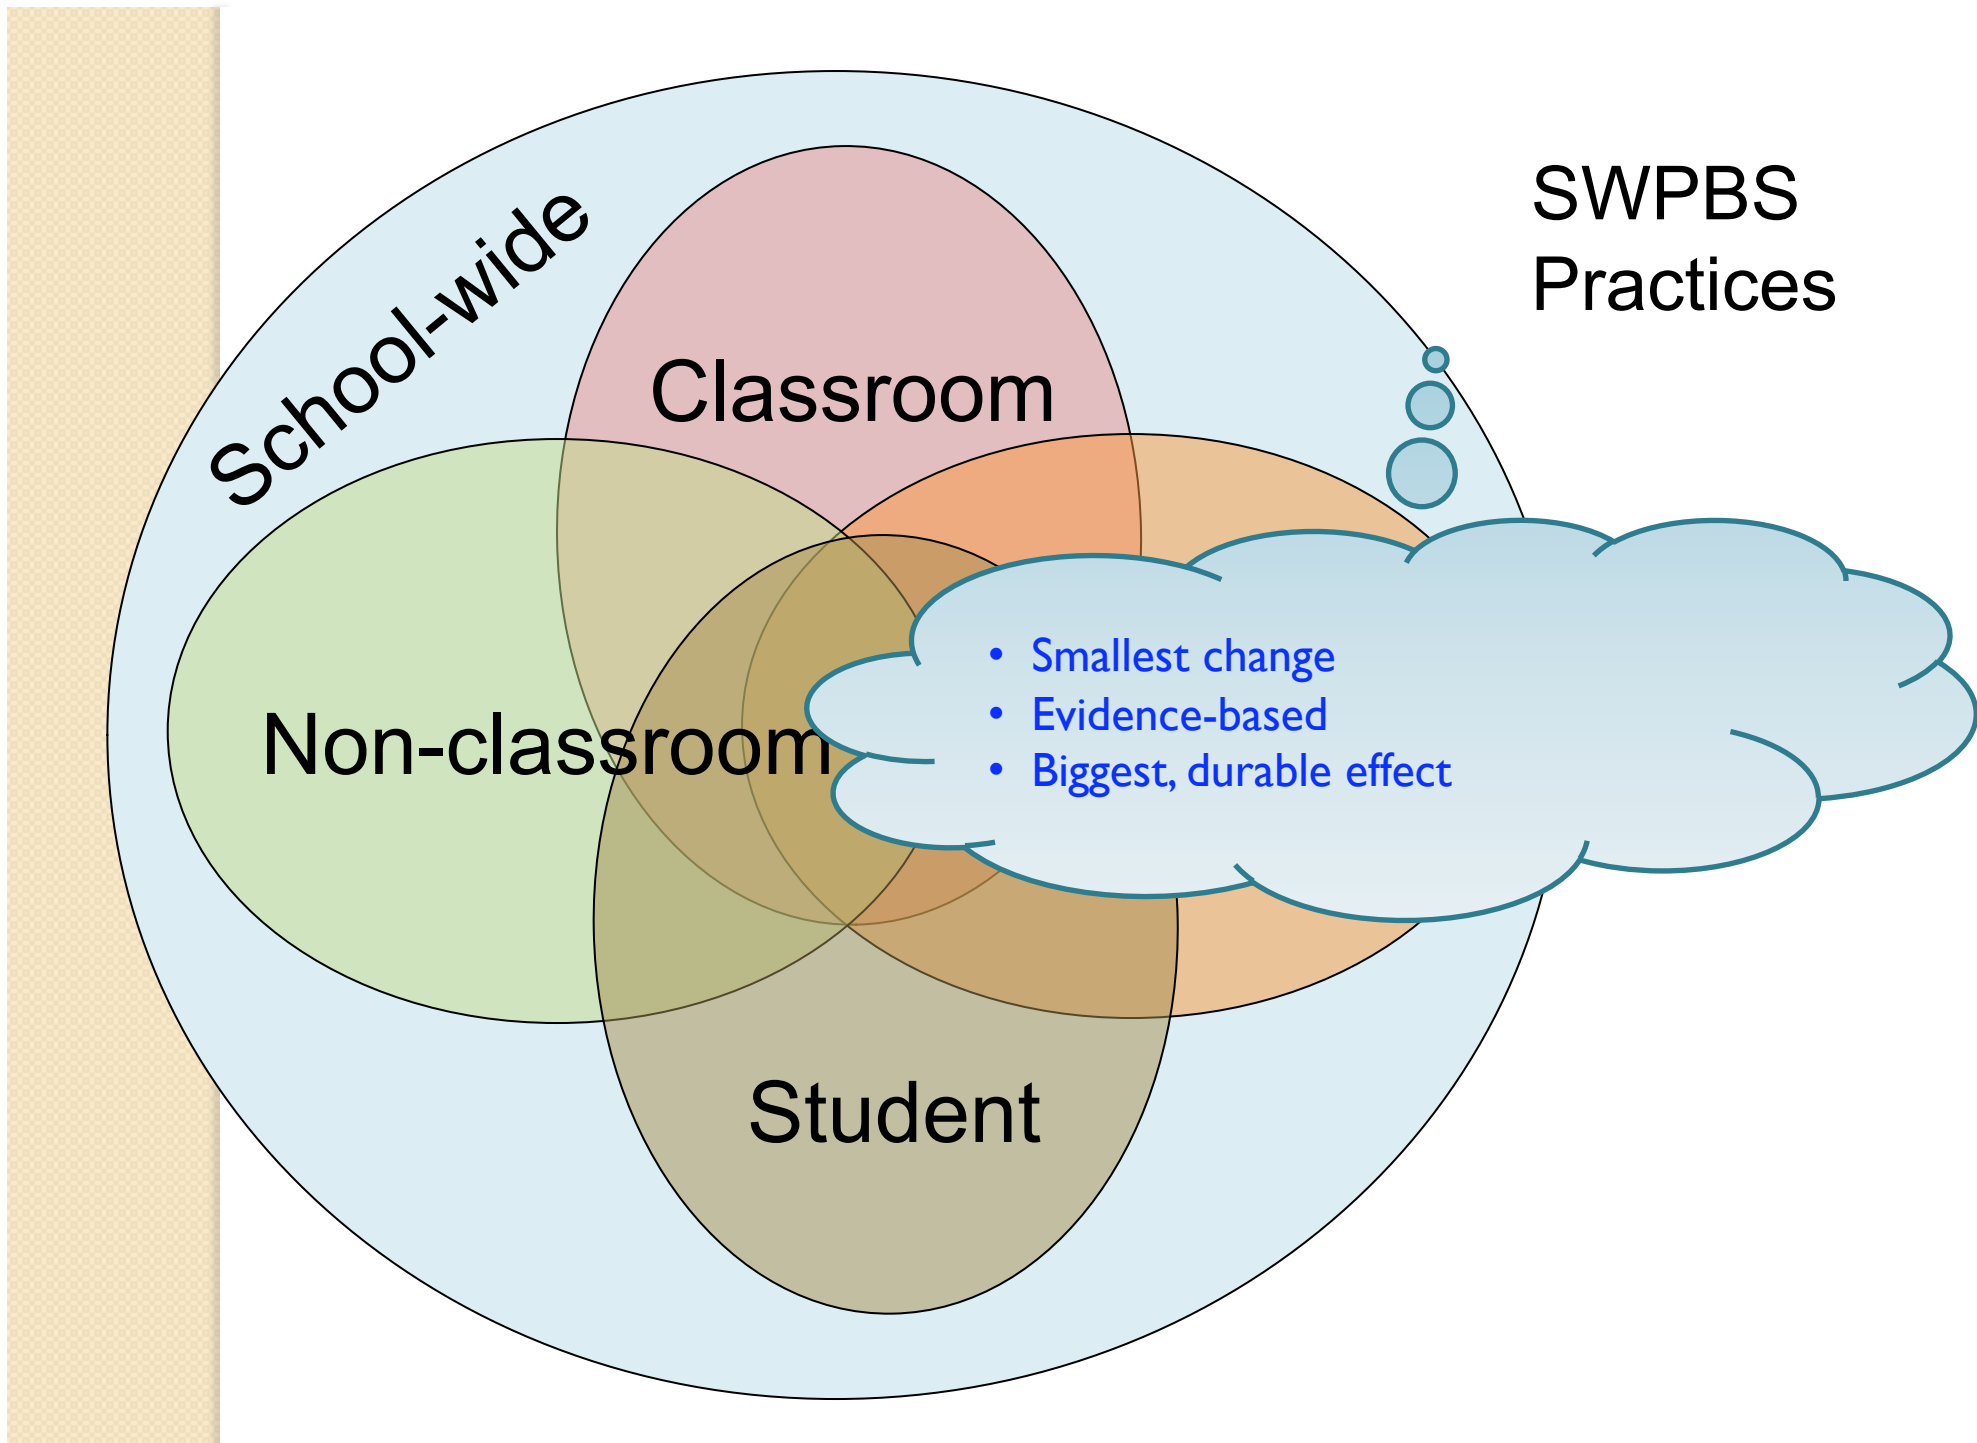 SWPBS
Practices
School-wide
Classroom
Non-classroom
• Smallest change
• Evidence-based
• Biggest, durable effect
Student